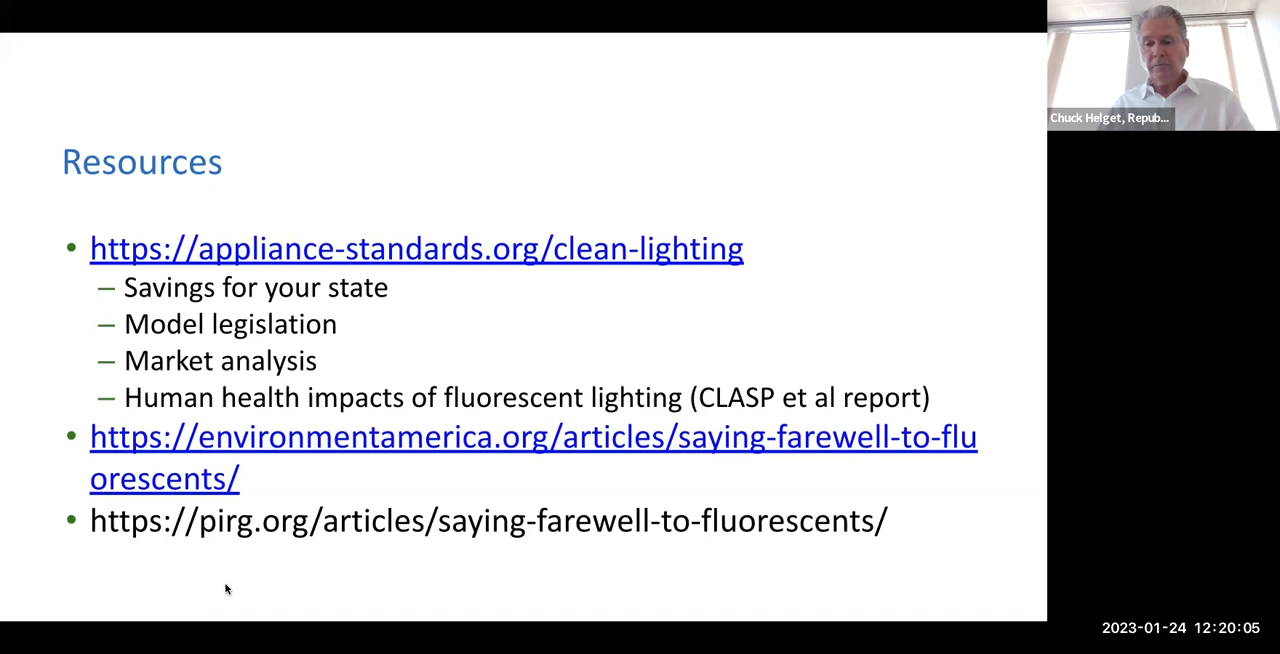 Resources
• https://appliance-standards.org/clean-lighting
– Savings for your state
– Model legislation
– Market analysis
– Human health impacts of fluorescent lighting (CLASP et al report)
• https://environmentamerica.org/articles/saying-farewell-to-flu
orescents/
• https://pirg.org/articles/saying-farewell-to-fluorescents/
Chuck Helget, Repub...
2023-01-24 12:20:05